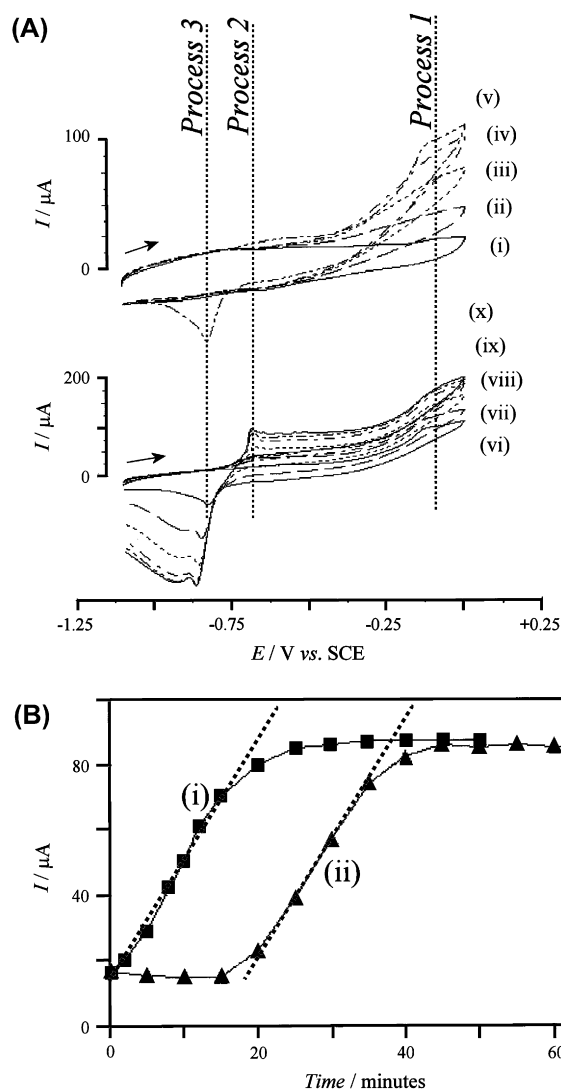 (A)
Process 3
Process 2
Process 1
(v)
(iv)
(iii)
(ii)
(i)
100
0
I / μA
(x)
(ix)
(viii)
(vii)
(vi)
200
100
0
I / μA
-1.25
-0.75
-0.25
+0.25
E / V vs. SCE
(B)
80
40
0
I / μA
(i)
(ii)
0
20
40
60
Time / minutes